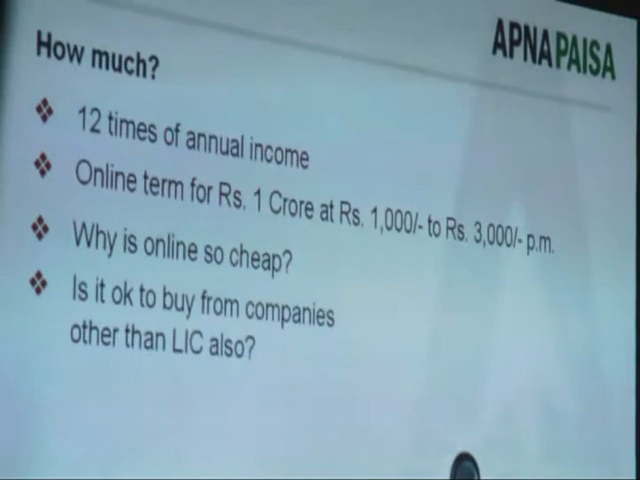 APNAPAISA
How much?
12 times of annual income
Online term for Rs. 1 Crore at Rs. 1,000/- to Rs. 3,000/- p.m.
Why is online so cheap?
Is it ok to buy from companies
other than LIC also?